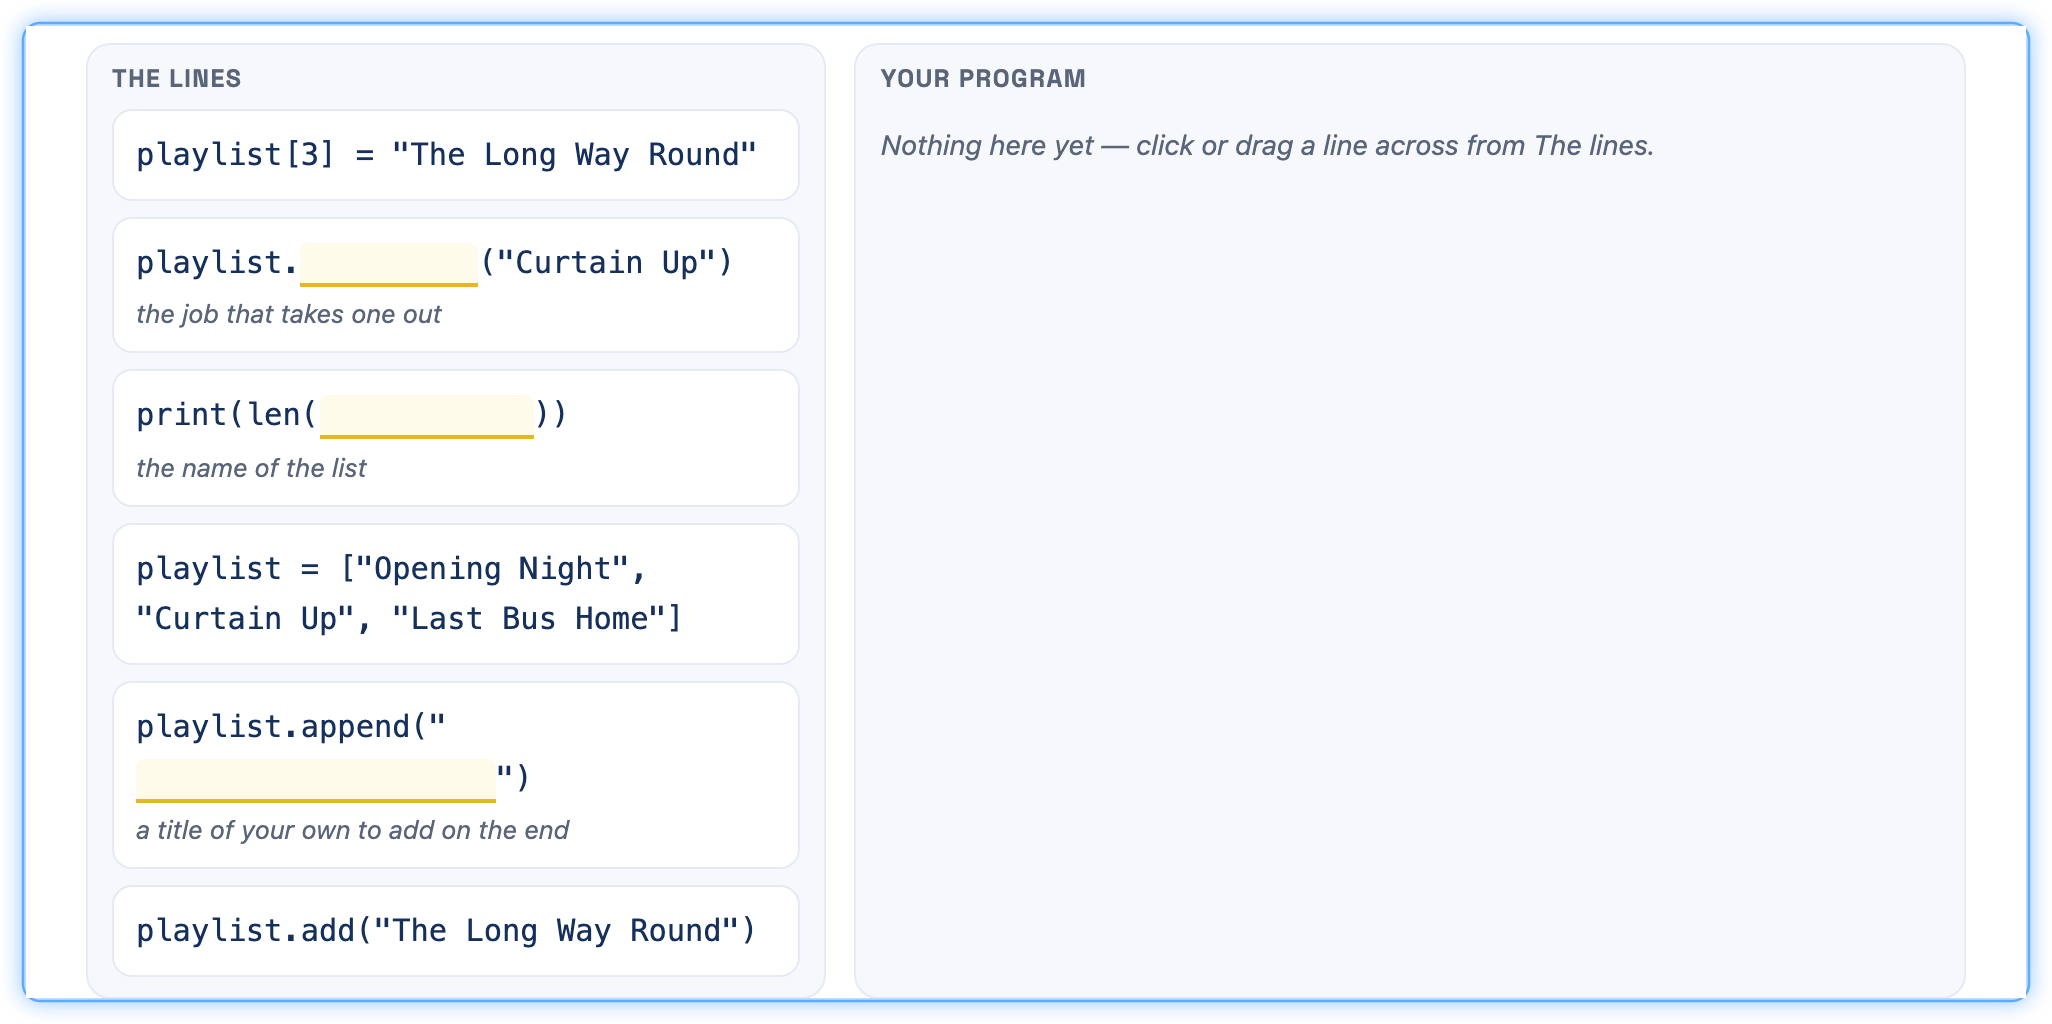 THE LINES
playlist[3] = "The Long Way Round"
playlist. ("Curtain Up")
the job that takes one out
print(len( ))
the name of the list
playlist = ["Opening Night",
"Curtain Up", "Last Bus Home"]
playlist.append("
")
a title of your own to add on the end
playlist.add("The Long Way Round")
YOUR PROGRAM
Nothing here yet — click or drag a line across from The lines.